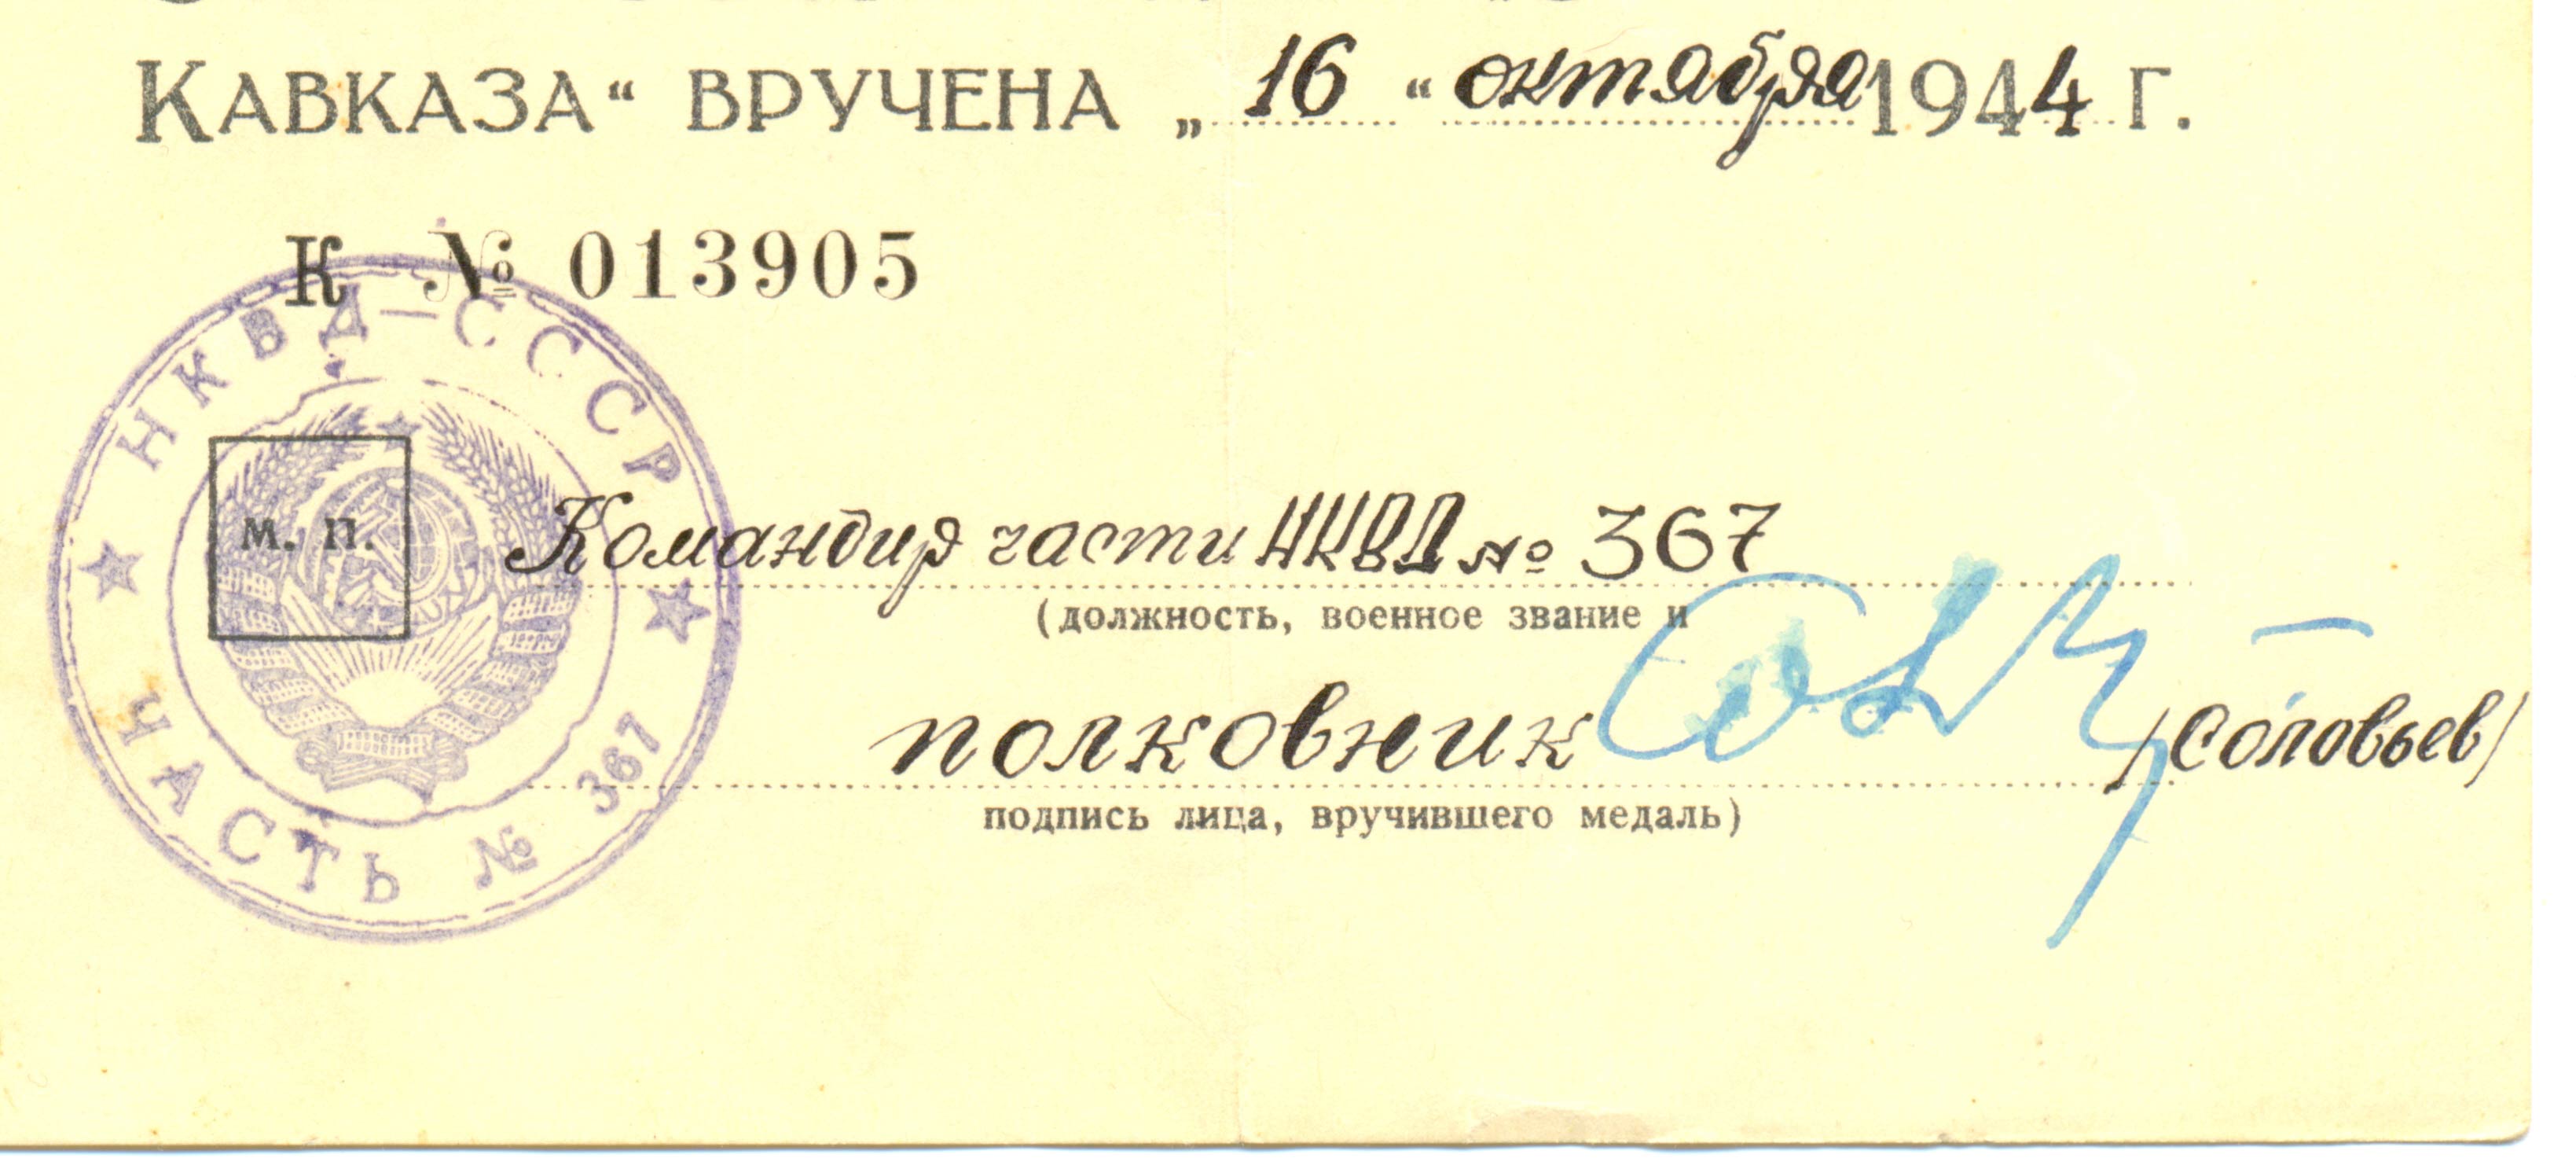 Кавказа“ вручена „16“ октября 1944 г.
К № 013905
НКВД—СССР
м. п.
Командир части НКВД № 367
(должность, военное звание и
полковник /Соловьев/
подпись лица, вручившего медаль)
ЧАСТЬ № 367